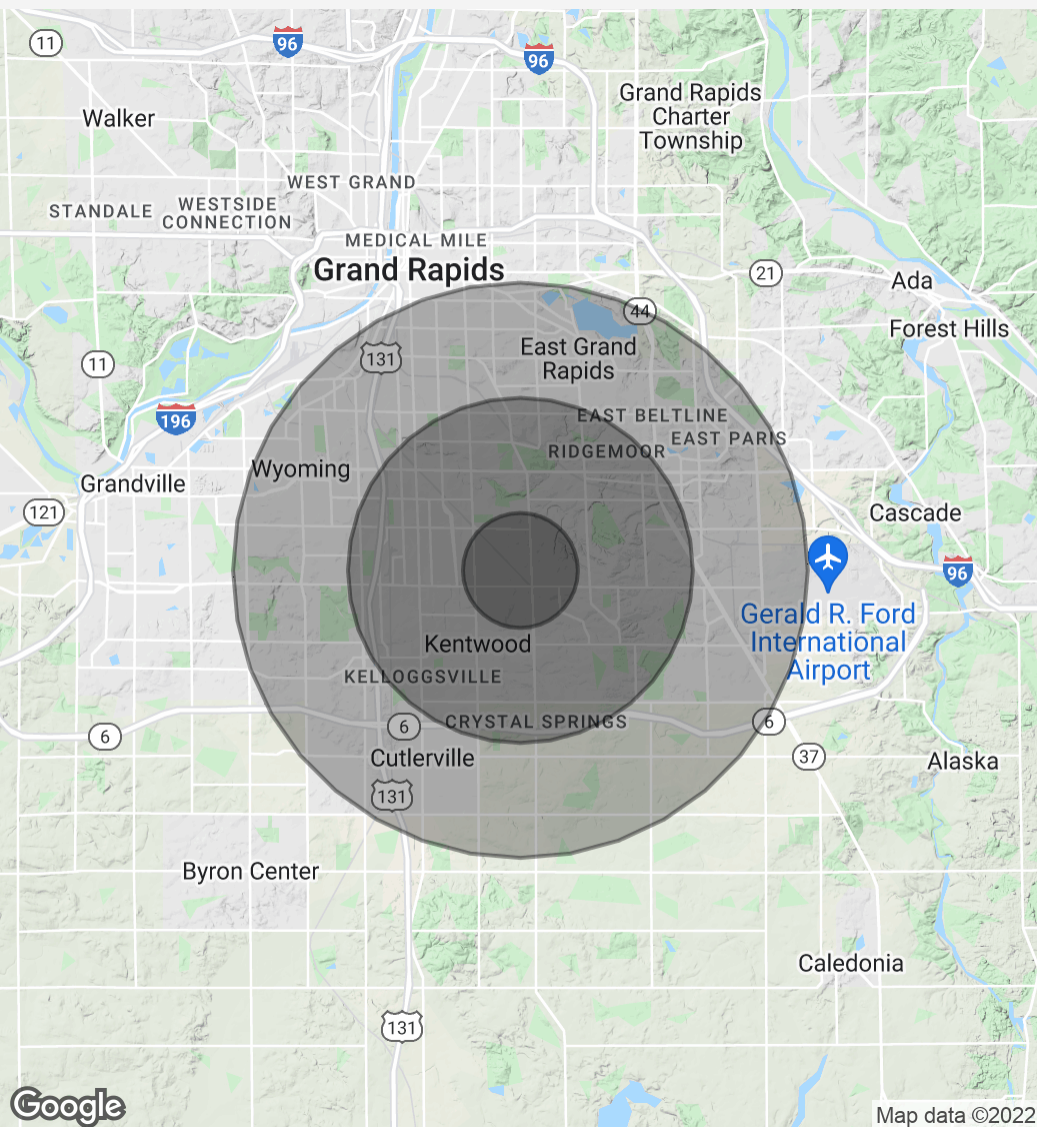 11
96
96
Walker
Grand Rapids
Charter
Township
WEST GRAND
STANDALE
WESTSIDE
CONNECTION
MEDICAL MILE
Grand Rapids
21
Ada
44
Forest Hills
131
East Grand
Rapids
11
196
EAST BELTLINE
EAST PARIS
RIDGEMOOR
Wyoming
Grandville
121
Cascade
96
Gerald R. Ford
International
Airport
Kentwood
KELLOGGSVILLE
CRYSTAL SPRINGS
6
6
6
Cutlerville
37
Alaska
131
Byron Center
Caledonia
131
Google
Map data ©2022